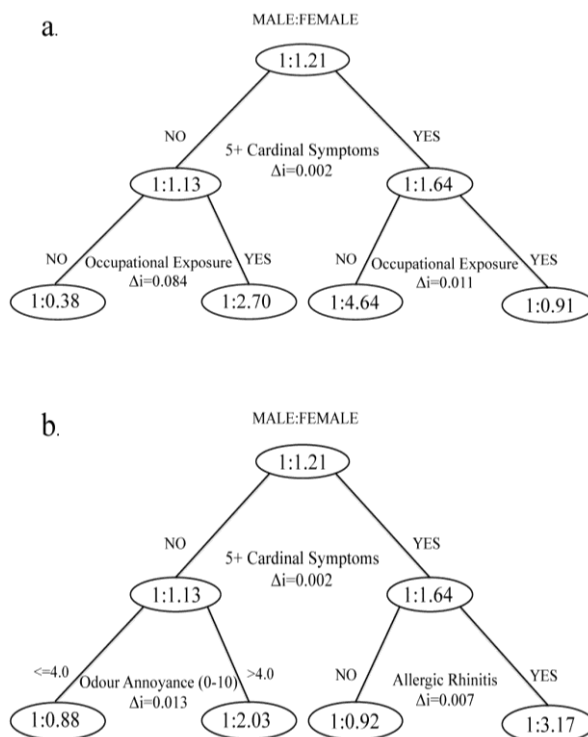 a.
MALE:FEMALE
1:1.21
NO
YES
5+ Cardinal Symptoms
Δi=0.002
1:1.13
1:1.64
NO
Occupational Exposure
YES
Δi=0.084
NO
Occupational Exposure
YES
Δi=0.011
1:0.38
1:2.70
1:4.64
1:0.91
b.
MALE:FEMALE
1:1.21
NO
YES
5+ Cardinal Symptoms
Δi=0.002
1:1.13
1:1.64
<=4.0
Odour Annoyance (0-10)
>4.0
Δi=0.013
NO
Allergic Rhinitis
YES
Δi=0.007
1:0.88
1:2.03
1:0.92
1:3.17